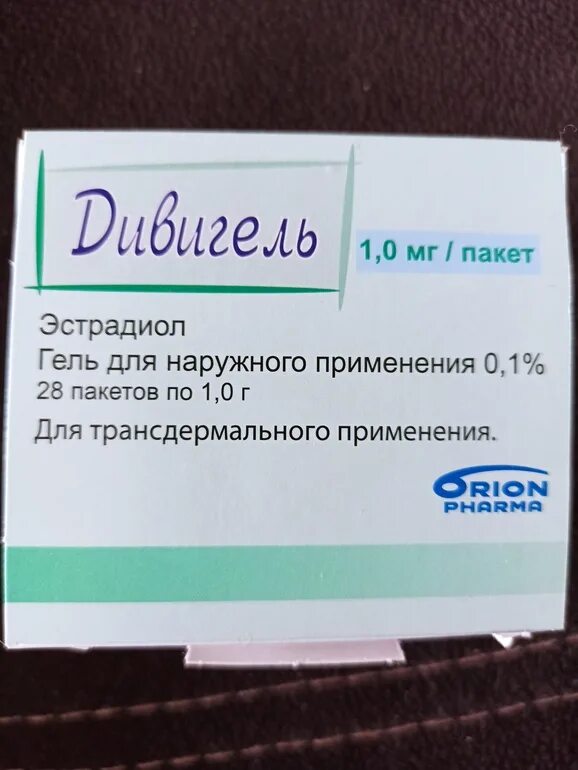 Дивигель
1,0 мг / пакет
Эстрадиол
Гель для наружного применения 0,1%
28 пакетов по 1,0 г
Для трансдермального применения.
ORION
PHARMA